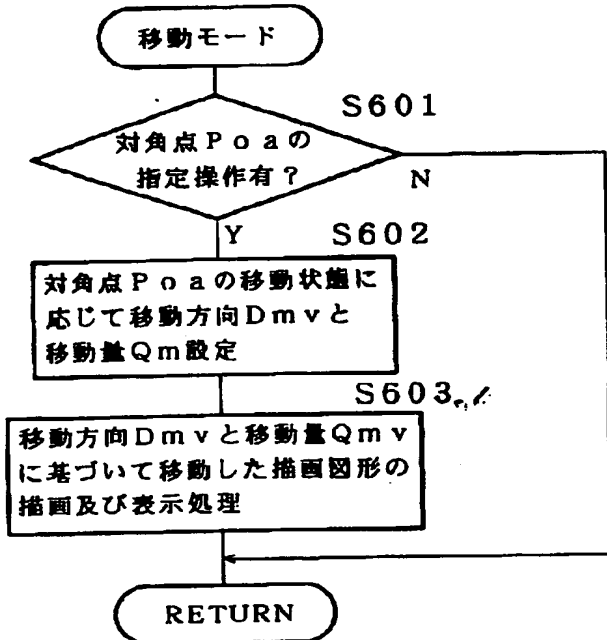 移動モード
S601
対角点Poaの
指定操作有?
N
Y
S602
対角点Poaの移動状態に
応じて移動方向Dmvと
移動量Qm設定
S603
移動方向Dmvと移動量Qmv
に基づいて移動した描画図形の
描画及び表示処理
RETURN